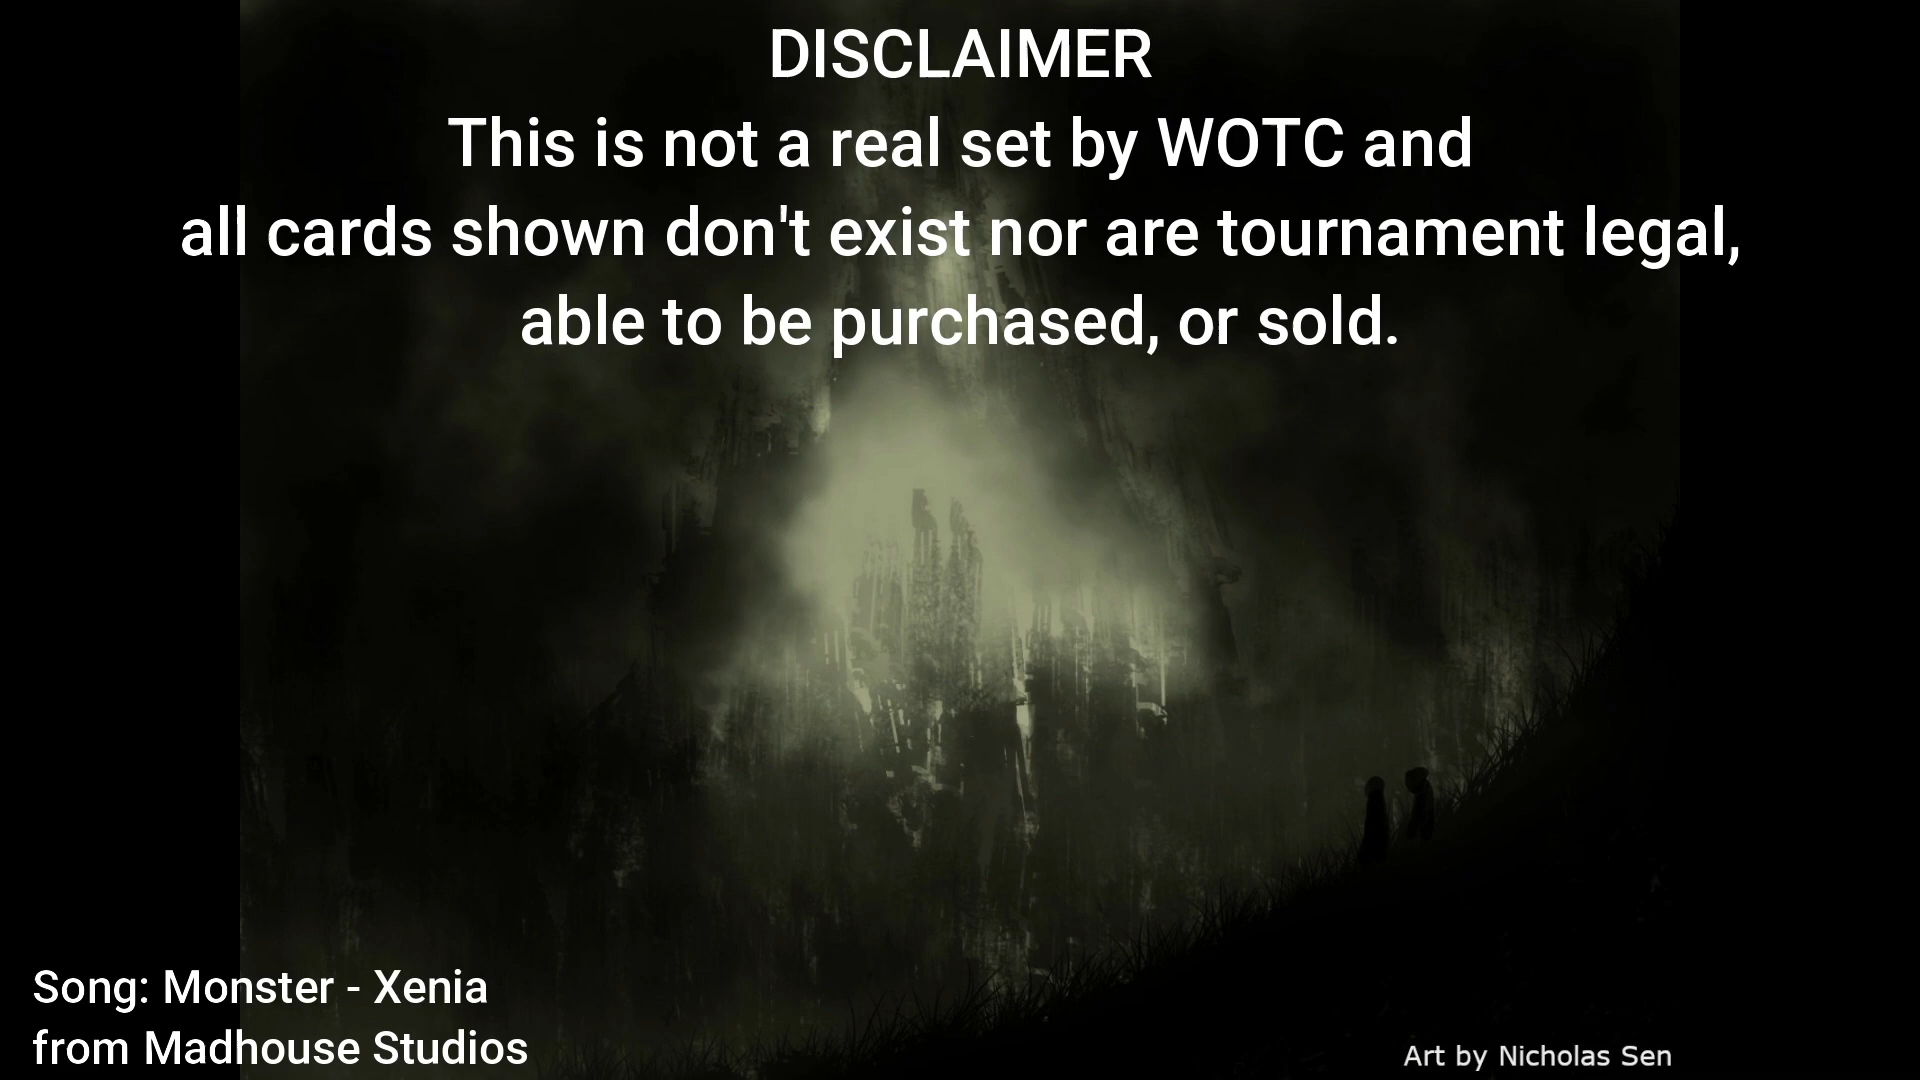 DISCLAIMER
This is not a real set by WOTC and
all cards shown don't exist nor are tournament legal,
able to be purchased, or sold.
Song: Monster - Xenia
from Madhouse Studios
Art by Nicholas Sen